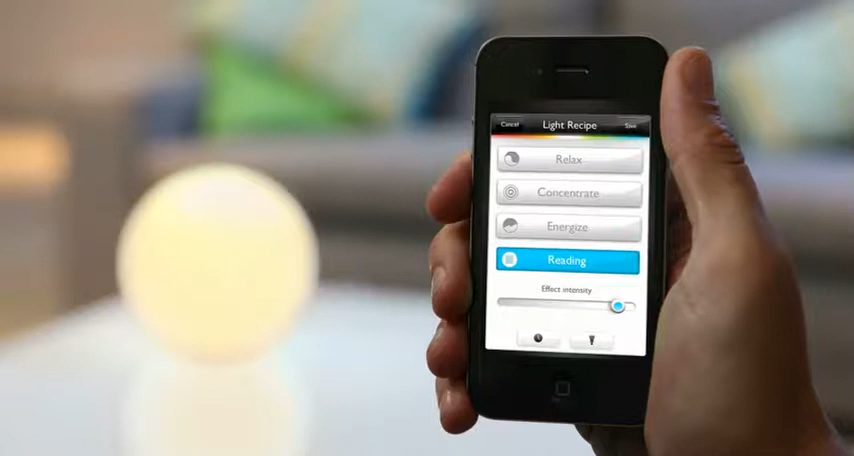 Cancel Light Recipe Save
Relax
Concentrate
Energize
Reading
Effect intensity